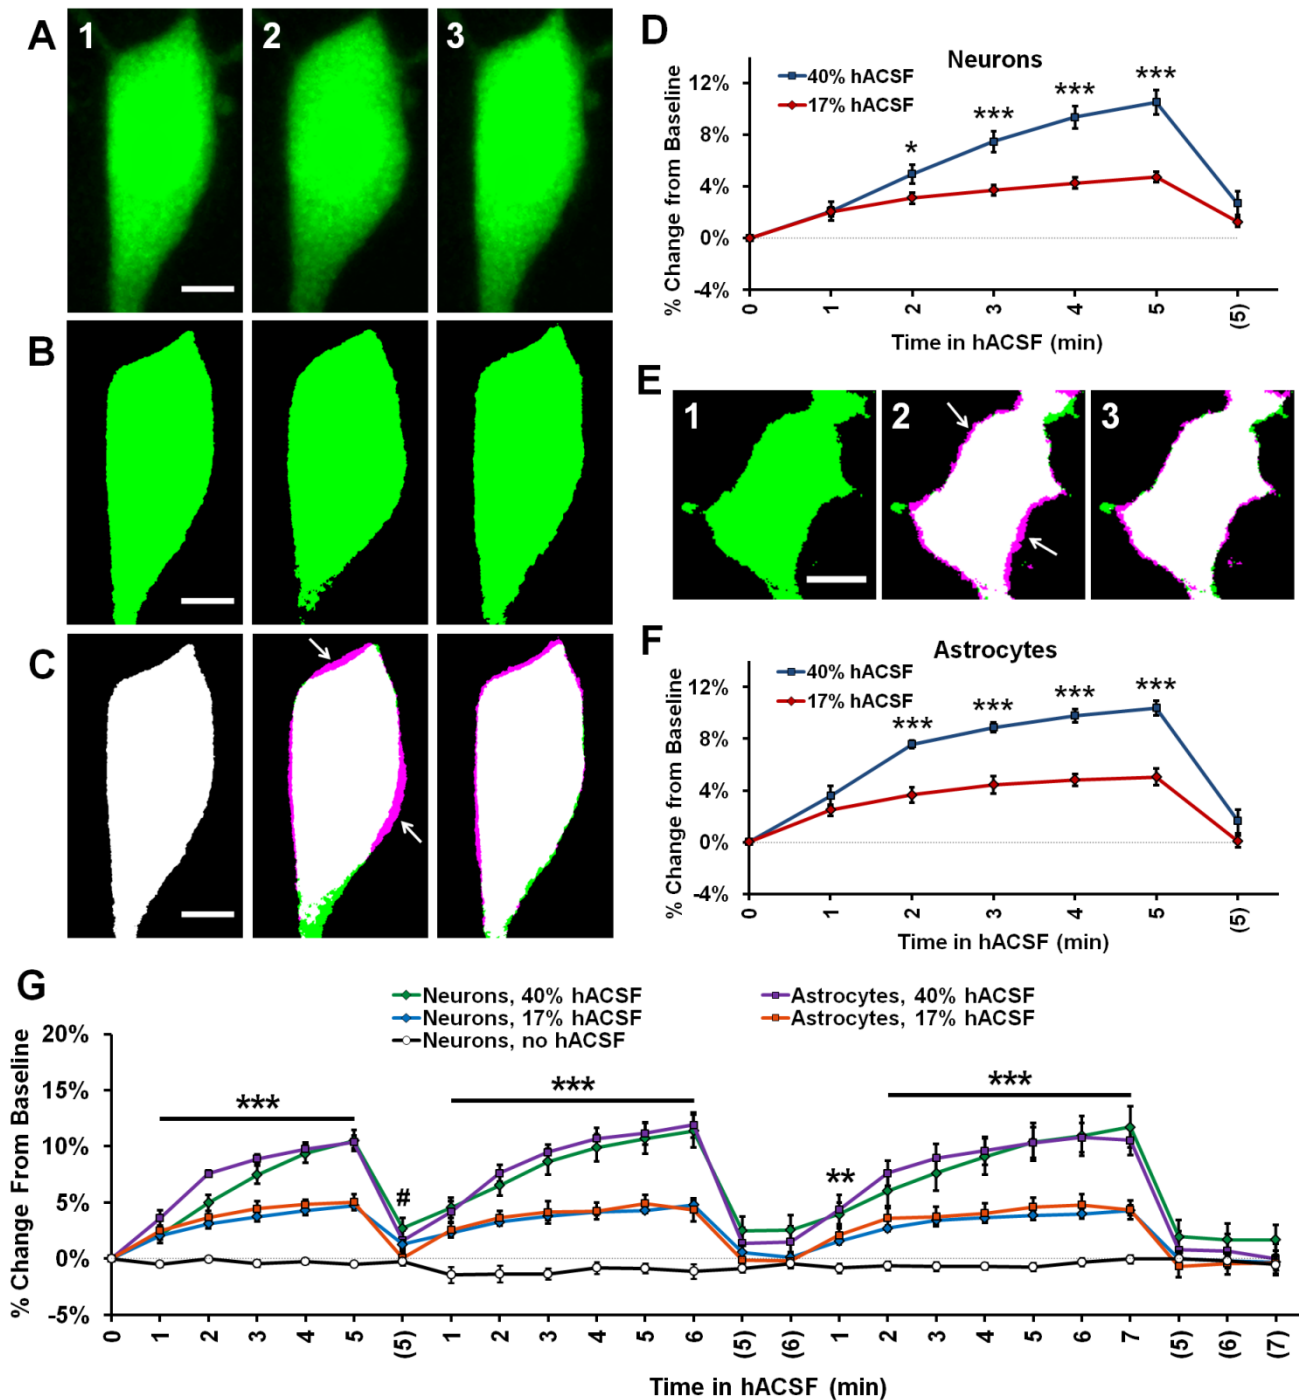 A
1
2
3
B
C
D
Neurons
40% hACSF
17% hACSF
% Change from Baseline
12%
8%
4%
0%
-4%
* *** *** ***
0 1 2 3 4 5 (5)
Time in hACSF (min)
E
1
2
3
F
Astrocytes
40% hACSF
17% hACSF
% Change from Baseline
12%
8%
4%
0%
-4%
*** *** *** ***
0 1 2 3 4 5 (5)
Time in hACSF (min)
G
Neurons, 40% hACSF
Astrocytes, 40% hACSF
Neurons, 17% hACSF
Astrocytes, 17% hACSF
Neurons, no hACSF
% Change From Baseline
20%
15%
10%
5%
0%
-5%
*** # *** ** ***
0 1 2 3 4 5 (5) 1 2 3 4 5 6 (5) (6) 1 2 3 4 5 6 7 (5) (6) (7)
Time in hACSF (min)